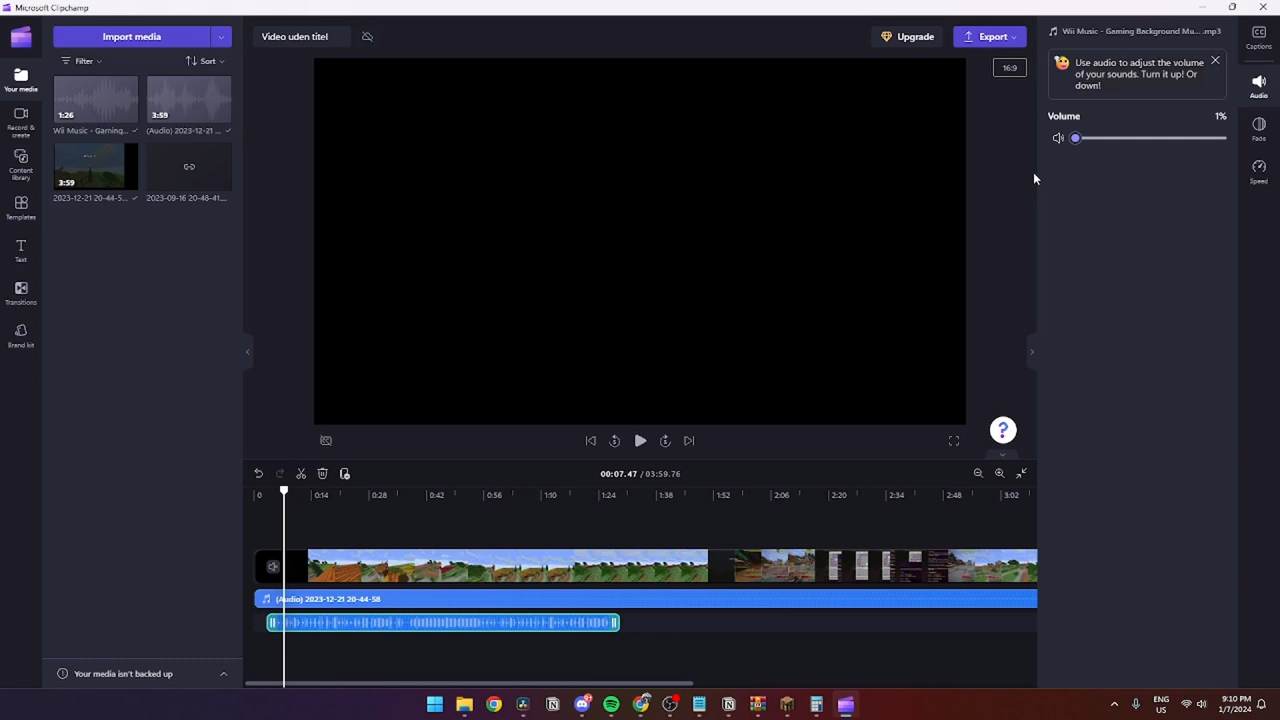 Microsoft Clipchamp
Import media
Video uden titel
Upgrade
Export
Wii Music - Gaming Background Mu... .mp3
Captions
Filter
Sort
Your media
16:9
Use audio to adjust the volume
of your sounds. Turn it up! Or
down!
Audio
1:26
3:59
Wii Music - Gaming...
(Audio) 2023-12-21 ...
Volume
1%
Fade
Record &
create
Content
library
3:59
2023-12-21 20-44-5...
2023-09-16 20-48-41...
Speed
Templates
Text
Transitions
Brand kit
?
00:07.47 / 03:59.76
0
0:14
0:28
0:42
0:56
1:10
1:24
1:38
1:52
2:06
2:20
2:34
2:48
3:02
(Audio) 2023-12-21 20-44-58
Your media isn't backed up
ENG
US
9:10 PM
1/7/2024